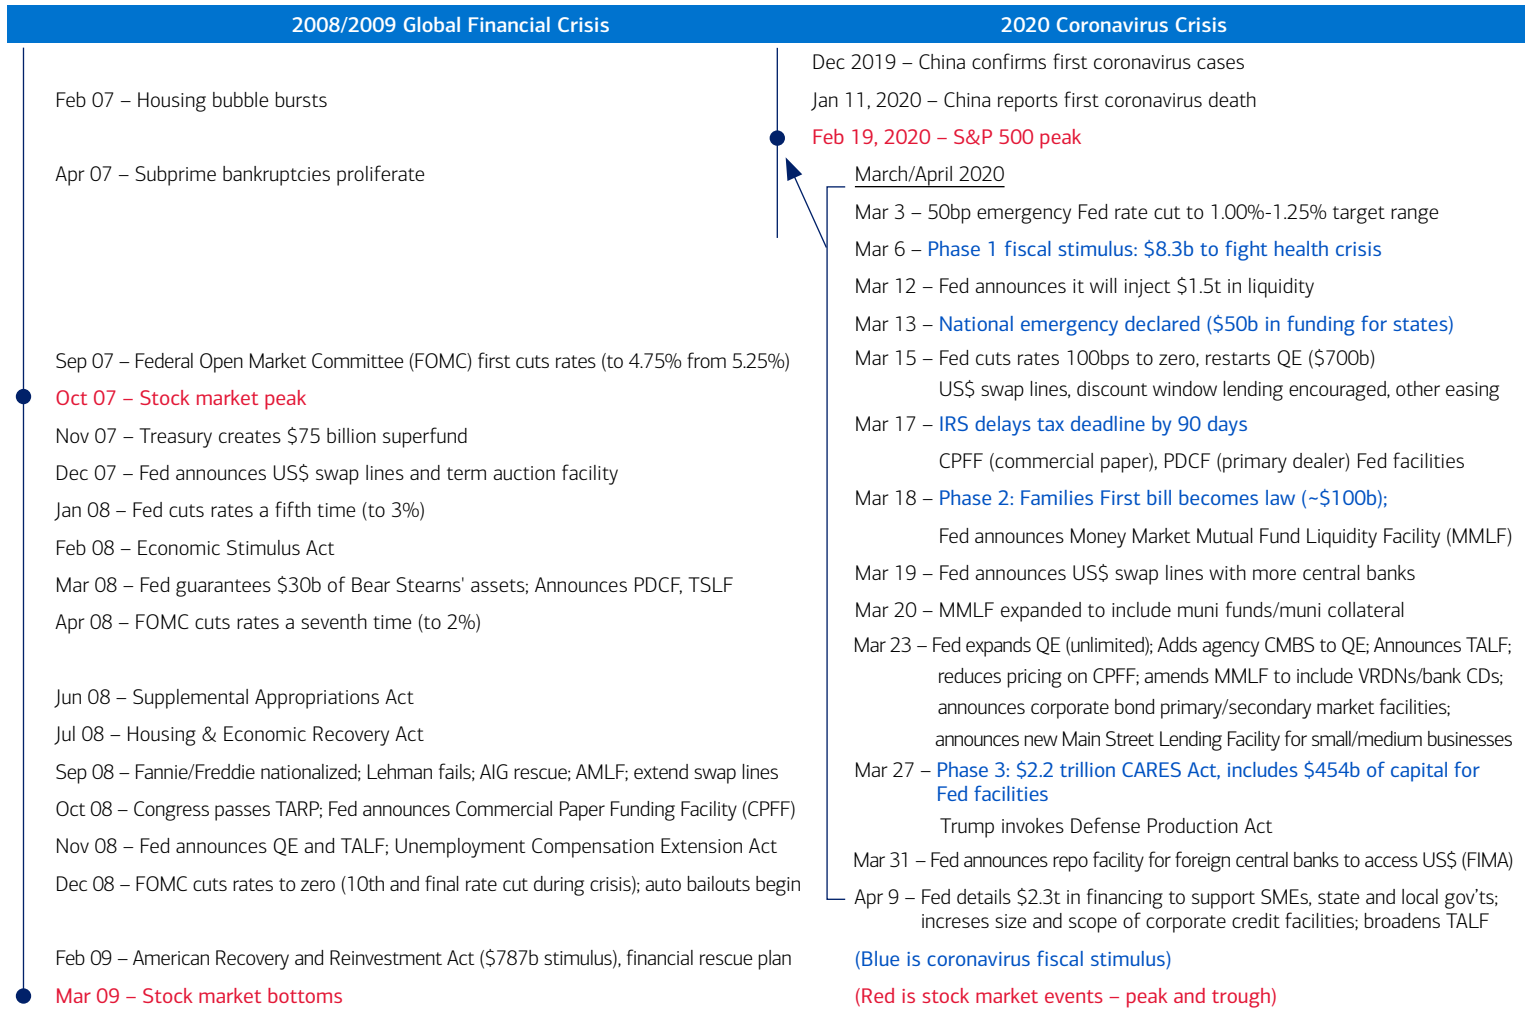 2008/2009 Global Financial Crisis
Feb 07 – Housing bubble bursts
Apr 07 – Subprime bankruptcies proliferate
Sep 07 – Federal Open Market Committee (FOMC) first cuts rates (to 4.75% from 5.25%)
Oct 07 – Stock market peak
Nov 07 – Treasury creates $75 billion superfund
Dec 07 – Fed announces US$ swap lines and term auction facility
Jan 08 – Fed cuts rates a fifth time (to 3%)
Feb 08 – Economic Stimulus Act
Mar 08 – Fed guarantees $30b of Bear Stearns' assets; Announces PDCF, TSLF
Apr 08 – FOMC cuts rates a seventh time (to 2%)
Jun 08 – Supplemental Appropriations Act
Jul 08 – Housing & Economic Recovery Act
Sep 08 – Fannie/Freddie nationalized; Lehman fails; AIG rescue; AMLF; extend swap lines
Oct 08 – Congress passes TARP; Fed announces Commercial Paper Funding Facility (CPFF)
Nov 08 – Fed announces QE and TALF; Unemployment Compensation Extension Act
Dec 08 – FOMC cuts rates to zero (10th and final rate cut during crisis); auto bailouts begin
Feb 09 – American Recovery and Reinvestment Act ($787b stimulus), financial rescue plan
Mar 09 – Stock market bottoms
2020 Coronavirus Crisis
Dec 2019 – China confirms first coronavirus cases
Jan 11, 2020 – China reports first coronavirus death
Feb 19, 2020 – S&P 500 peak
March/April 2020
Mar 3 – 50bp emergency Fed rate cut to 1.00%-1.25% target range
Mar 6 – Phase 1 fiscal stimulus: $8.3b to fight health crisis
Mar 12 – Fed announces it will inject $1.5t in liquidity
Mar 13 – National emergency declared ($50b in funding for states)
Mar 15 – Fed cuts rates 100bps to zero, restarts QE ($700b)
US$ swap lines, discount window lending encouraged, other easing
Mar 17 – IRS delays tax deadline by 90 days
CPFF (commercial paper), PDCF (primary dealer) Fed facilities
Mar 18 – Phase 2: Families First bill becomes law (~$100b);
Fed announces Money Market Mutual Fund Liquidity Facility (MMLF)
Mar 19 – Fed announces US$ swap lines with more central banks
Mar 20 – MMLF expanded to include muni funds/muni collateral
Mar 23 – Fed expands QE (unlimited); Adds agency CMBS to QE; Announces TALF;
reduces pricing on CPFF; amends MMLF to include VRDNs/bank CDs;
announces corporate bond primary/secondary market facilities;
announces new Main Street Lending Facility for small/medium businesses
Mar 27 – Phase 3: $2.2 trillion CARES Act, includes $454b of capital for
Fed facilities
Trump invokes Defense Production Act
Mar 31 – Fed announces repo facility for foreign central banks to access US$ (FIMA)
Apr 9 – Fed details $2.3t in financing to support SMEs, state and local gov'ts;
increses size and scope of corporate credit facilities; broadens TALF
(Blue is coronavirus fiscal stimulus)
(Red is stock market events – peak and trough)